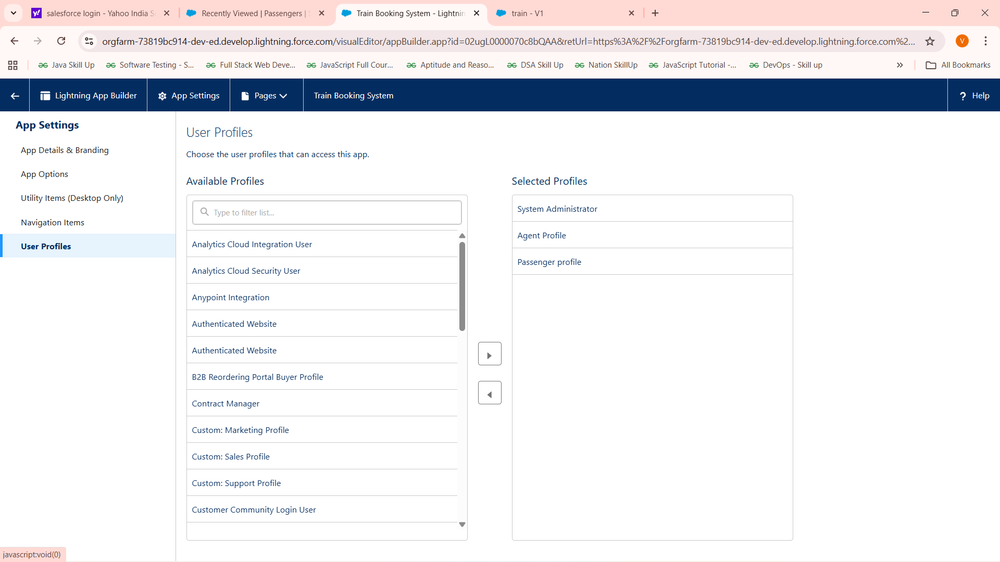 salesforce login - Yahoo India S
Recently Viewed | Passengers |
Train Booking System - Lightnin
train - V1
orgfarm-73819bc914-dev-ed.develop.lightning.force.com/visualEditor/appBuilder.app?id=02ugL0000070c8bQAA&retUrl=https%3A%2F%2Forgfarm-73819bc914-dev-ed.develop.lightning.force.com%2...
V
Java Skill Up
Software Testing - S...
Full Stack Web Deve...
JavaScript Full Cour...
Aptitude and Reaso...
DSA Skill Up
Nation SkillUp
JavaScript Tutorial -...
DevOps - Skill up
All Bookmarks
Lightning App Builder
App Settings
Pages
Train Booking System
? Help
App Settings
App Details & Branding
App Options
Utility Items (Desktop Only)
Navigation Items
User Profiles
User Profiles
Choose the user profiles that can access this app.
Available Profiles
Type to filter list...
Analytics Cloud Integration User
Analytics Cloud Security User
Anypoint Integration
Authenticated Website
Authenticated Website
B2B Reordering Portal Buyer Profile
Contract Manager
Custom: Marketing Profile
Custom: Sales Profile
Custom: Support Profile
Customer Community Login User
Selected Profiles
System Administrator
Agent Profile
Passenger profile
javascript:void(0)